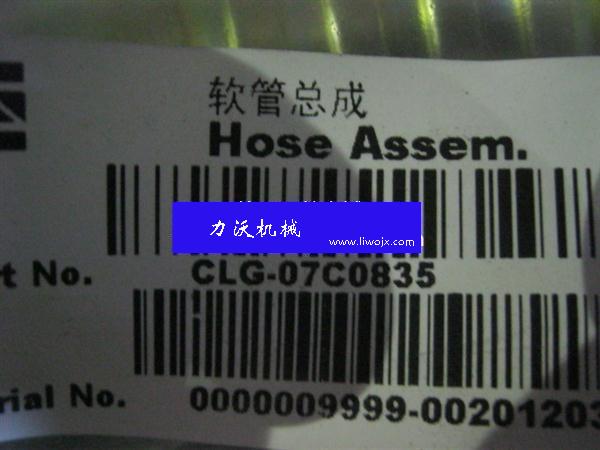 软管总成
Hose Assem.
力沃机械
www.liwojx.com
t No. CLG-07C0835
rial No. 0000009999-00201203